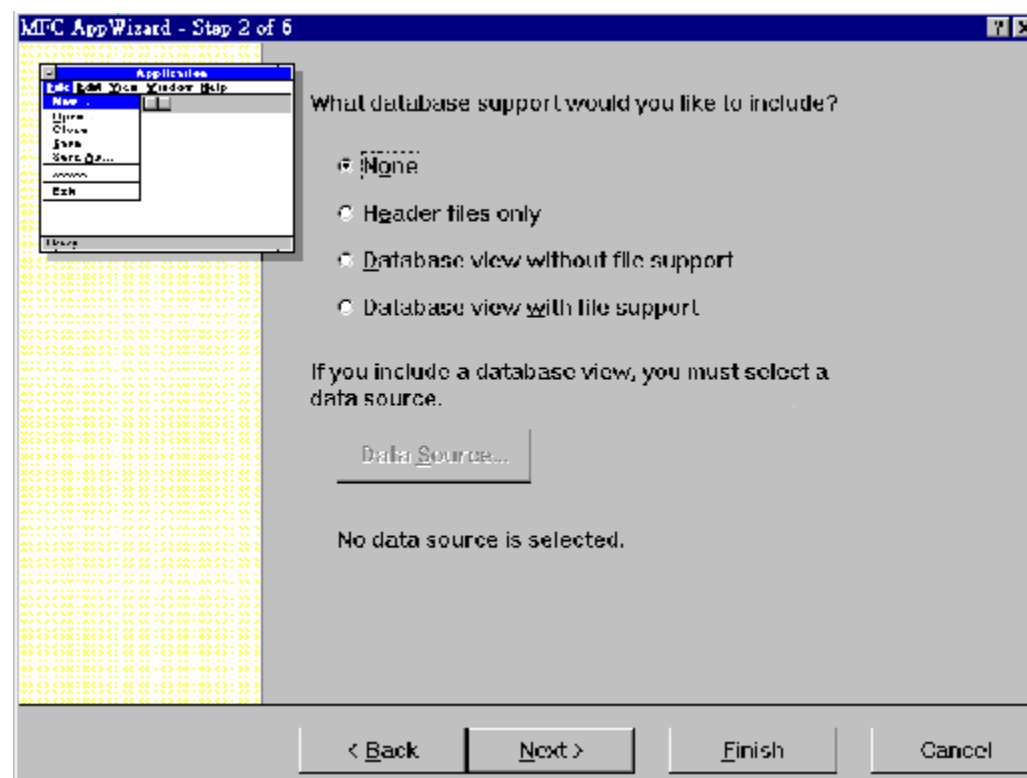 MFC AppWizard - Step 2 of 6
Application
File Edit View Window Help
New...
Open...
Close
Save
Save As...
Exit
What database support would you like to include?
None
Header files only
Database view without file support
Database view with file support
If you include a database view, you must select a
data source.
Data Source...
No data source is selected.
< Back
Next >
Finish
Cancel